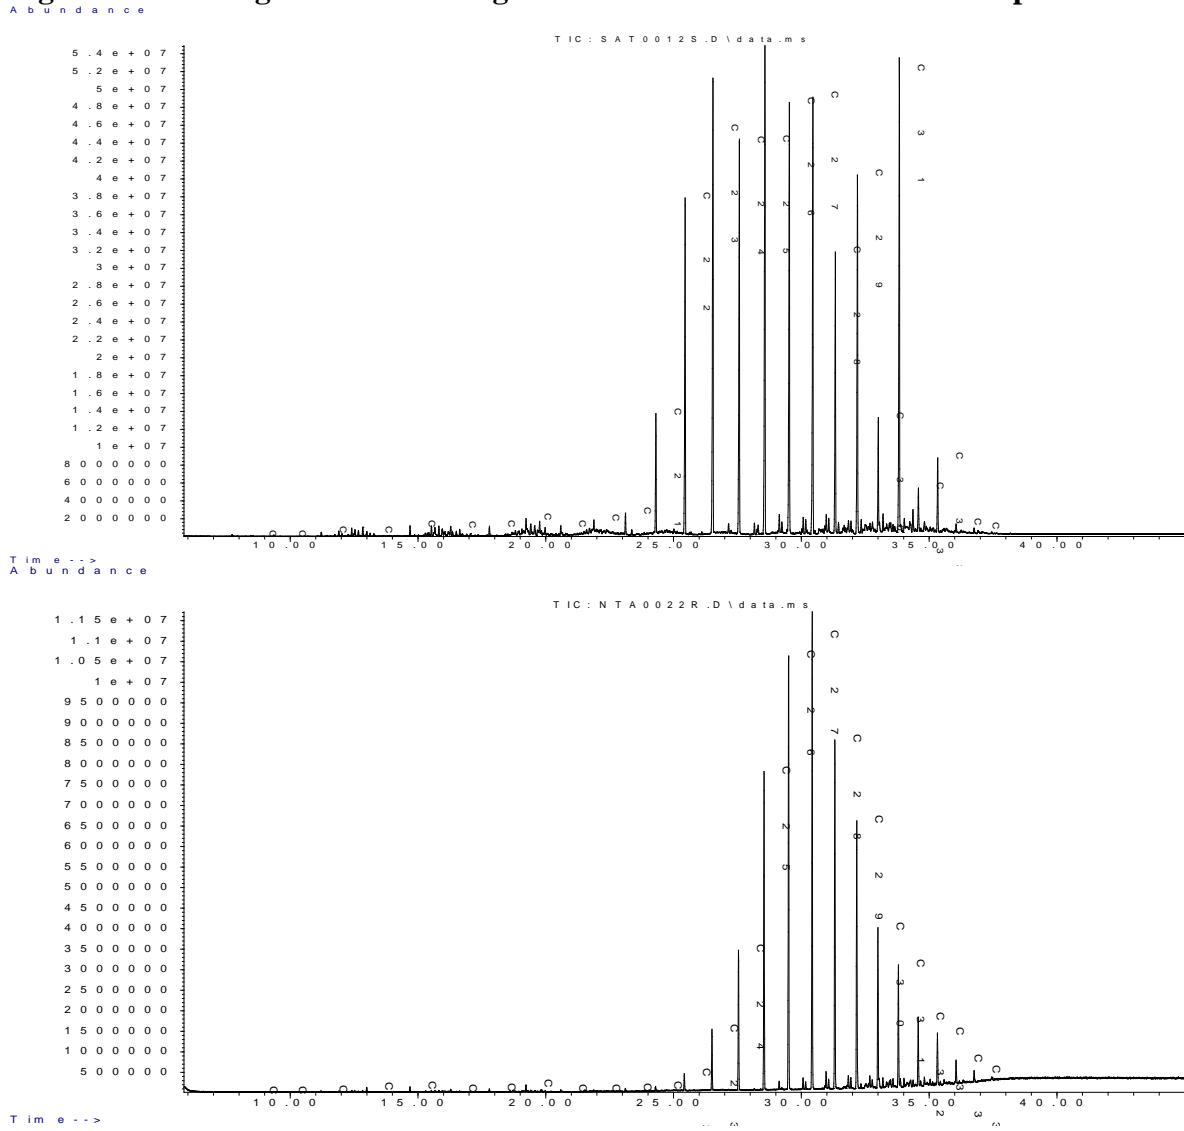 Abundance
TIC: SAT0012S.D\data.ms
5.4e+07
5.2e+07
5e+07
4.8e+07
4.6e+07
4.4e+07
4.2e+07
4e+07
3.8e+07
3.6e+07
3.4e+07
3.2e+07
3e+07
2.8e+07
2.6e+07
2.4e+07
2.2e+07
2e+07
1.8e+07
1.6e+07
1.4e+07
1.2e+07
1e+07
8000000
6000000
4000000
2000000
C21
C22
C23
C24
C25
C26
C27
C28
C29
C31
10.00 15.00 20.00 25.00 30.00 35.00 40.00
Time-->
Abundance
TIC: NTA0022R.D\data.ms
1.15e+07
1.1e+07
1.05e+07
1e+07
9500000
9000000
8500000
8000000
7500000
7000000
6500000
6000000
5500000
5000000
4500000
4000000
3500000
3000000
2500000
2000000
1500000
1000000
500000
C24
C25
C26
C27
C28
C29
C30
C31
10.00 15.00 20.00 25.00 30.00 35.00 40.00
Time-->